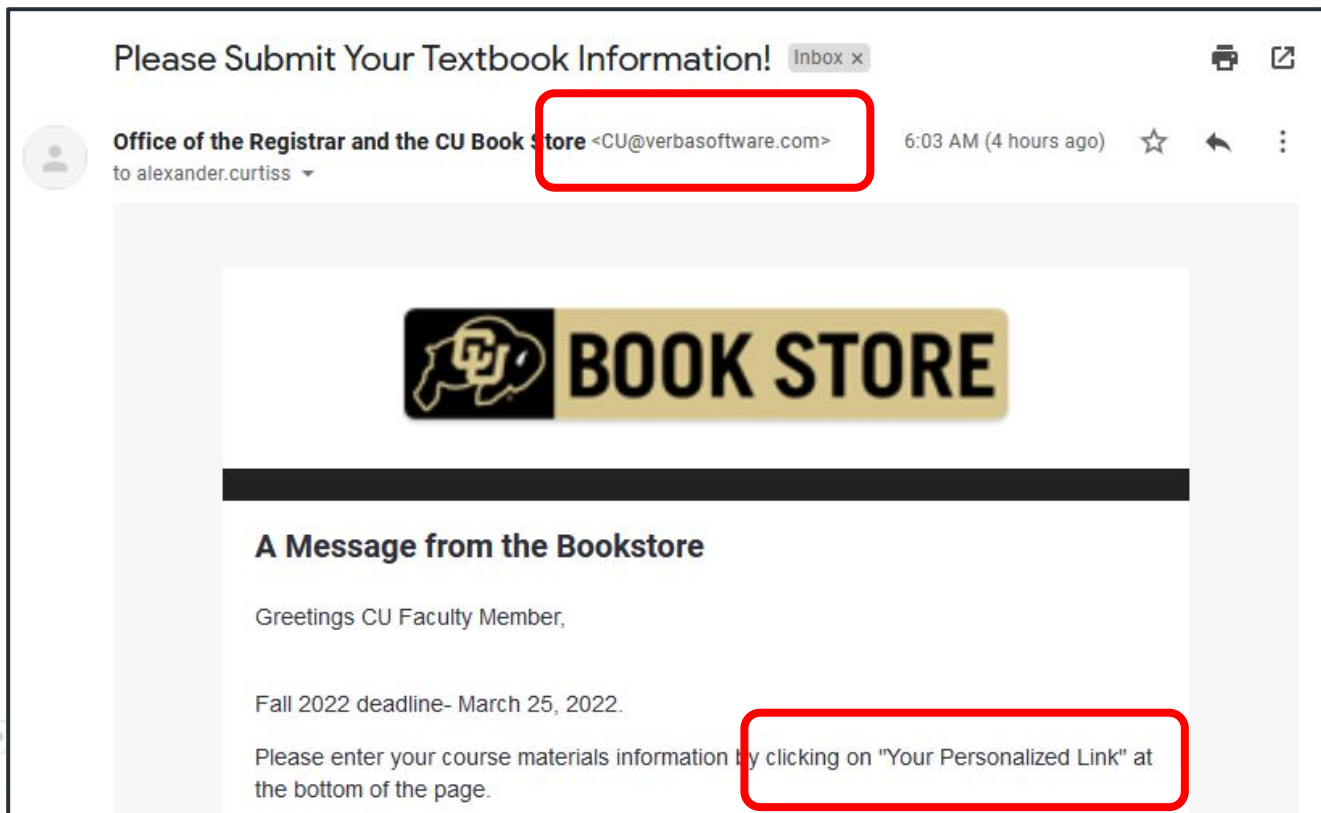 Please Submit Your Textbook Information! Inbox x
Office of the Registrar and the CU Book Store <CU@verbasoftware.com> 6:03 AM (4 hours ago)
to alexander.curtiss
CU BOOK STORE
A Message from the Bookstore
Greetings CU Faculty Member,
Fall 2022 deadline- March 25, 2022.
Please enter your course materials information by clicking on "Your Personalized Link" at
the bottom of the page.